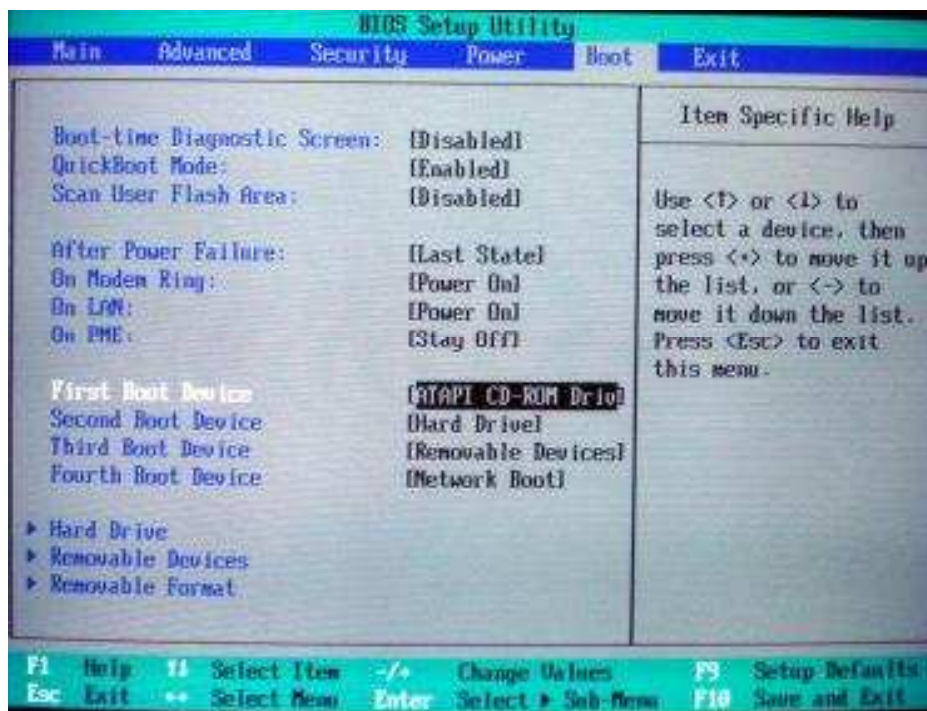 BIOS Setup Utility
Main Advanced Security Power Boot Exit
Boot-time Diagnostic Screen: [Disabled]
QuickBoot Mode: [Enabled]
Scan User Flash Area: [Disabled]
After Power Failure: [Last State]
On Modem Ring: [Power On]
On LAN: [Power On]
On PME: [Stay Off]
First Boot Device [ATAPI CD-ROM Driv]
Second Boot Device [Hard Drive]
Third Boot Device [Removable Devices]
Fourth Boot Device [Network Boot]
Hard Drive
Removable Devices
Removable Format
Item Specific Help
Use <↑> or <↓> to
select a device, then
press <+> to move it up
the list, or <-> to
move it down the list.
Press <Esc> to exit
this menu.
F1 Help ↑↓ Select Item -/+ Change Values F9 Setup Defaults
Esc Exit ↔ Select Menu Enter Select ▶ Sub-Menu F10 Save and Exit